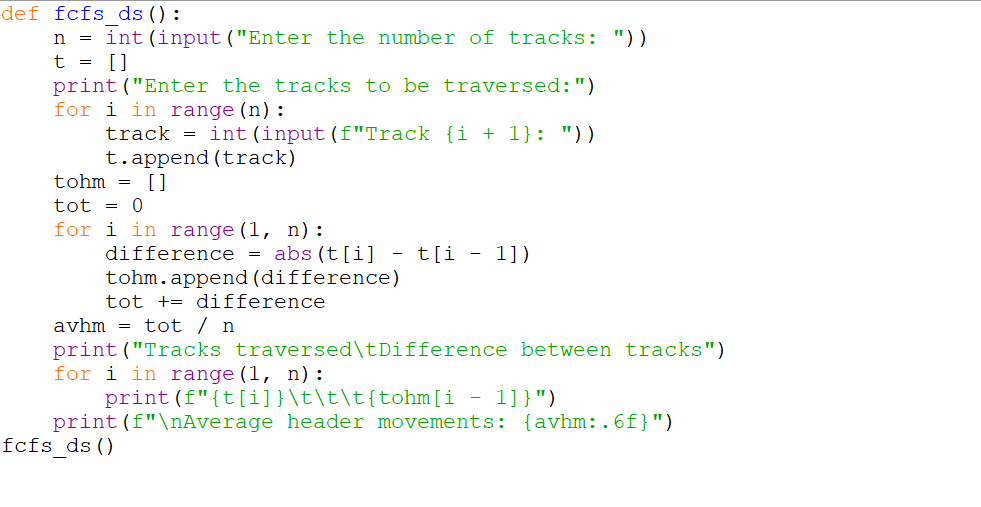 def fcfs_ds():
    n = int(input("Enter the number of tracks: "))
    t = []
    print("Enter the tracks to be traversed:")
    for i in range(n):
        track = int(input(f"Track {i + 1}: "))
        t.append(track)
    tohm = []
    tot = 0
    for i in range(1, n):
        difference = abs(t[i] - t[i - 1])
        tohm.append(difference)
        tot += difference
    avhm = tot / n
    print("Tracks traversed\tDifference between tracks")
    for i in range(1, n):
        print(f"{t[i]}\t\t\t{tohm[i - 1]}")
    print(f"\nAverage header movements: {avhm:.6f}")
fcfs_ds()